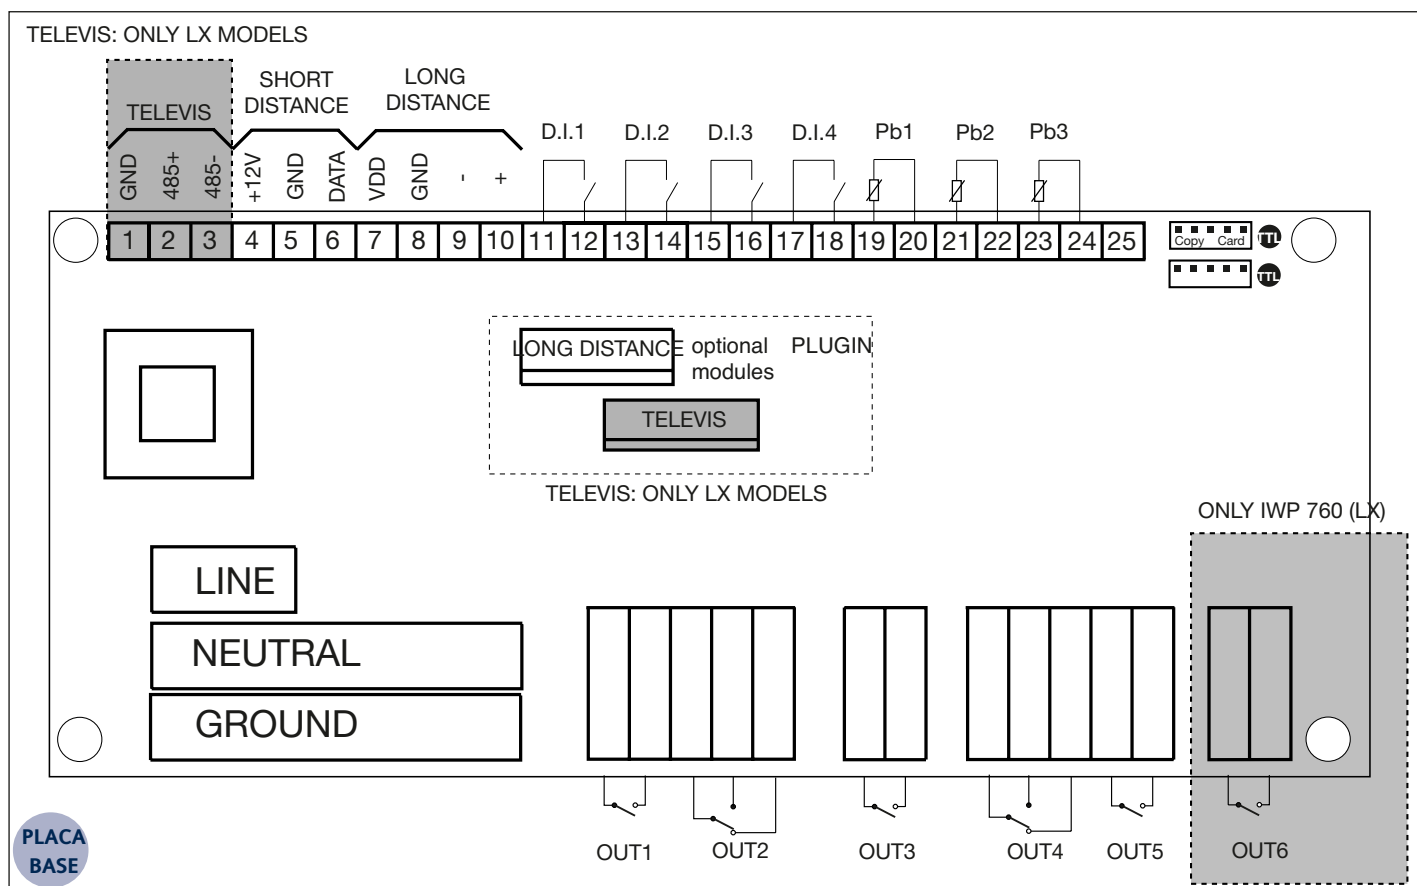 TELEVIS: ONLY LX MODELS
SHORT
DISTANCE
LONG
DISTANCE
TELEVIS
D.I.1 D.I.2 D.I.3 D.I.4 Pb1 Pb2 Pb3
GND 485+ 485- +12V GND DATA VDD GND - +
1 2 3 4 5 6 7 8 9 10 11 12 13 14 15 16 17 18 19 20 21 22 23 24 25
Copy Card TTL
TTL
LONG DISTANCE optional modules PLUGIN
TELEVIS
TELEVIS: ONLY LX MODELS
ONLY IWP 760 (LX)
LINE
NEUTRAL
GROUND
OUT1 OUT2 OUT3 OUT4 OUT5 OUT6
PLACA
BASE